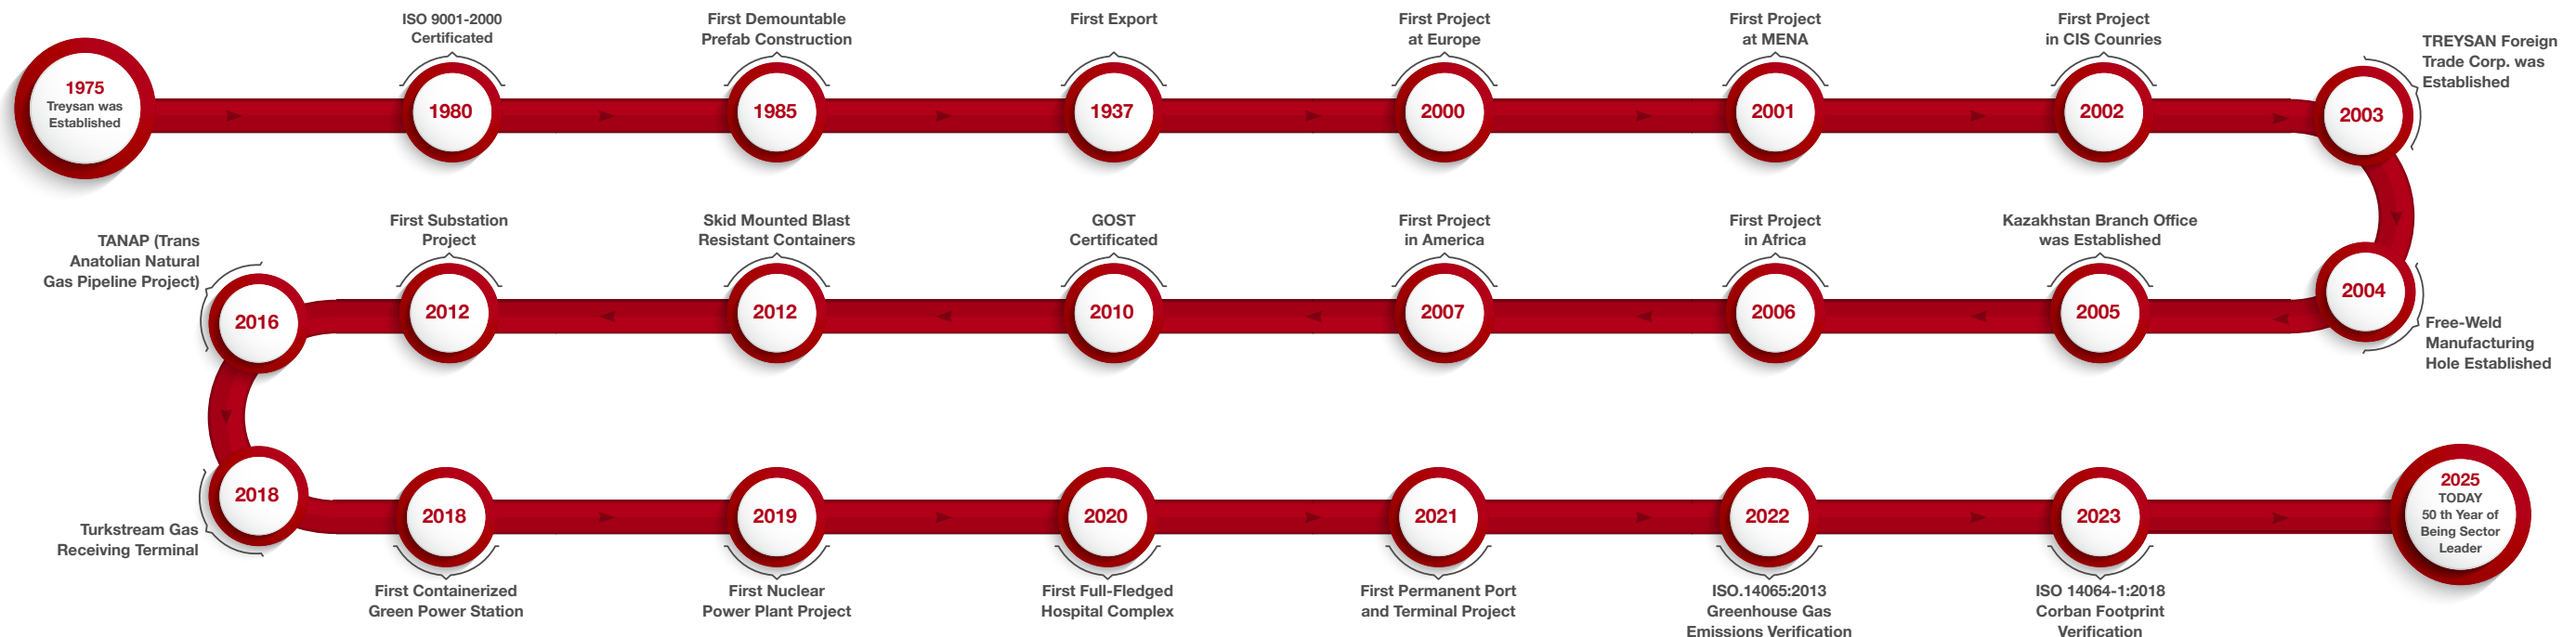 1975
Treysan was
Established
ISO 9001-2000
Certificated
1980
First Demountable
Prefab Construction
1985
First Export
1937
First Project
at Europe
2000
First Project
at MENA
2001
First Project
in CIS Counries
2002
TREYSAN Foreign
Trade Corp. was
Established
2003
2004
Free-Weld
Manufacturing
Hole Established
Kazakhstan Branch Office
was Established
2005
First Project
in Africa
2006
First Project
in America
2007
GOST
Certificated
2010
Skid Mounted Blast
Resistant Containers
2012
First Substation
Project
2012
TANAP (Trans
Anatolian Natural
Gas Pipeline Project)
2016
2018
Turkstream Gas
Receiving Terminal
2018
First Containerized
Green Power Station
2019
First Nuclear
Power Plant Project
2020
First Full-Fledged
Hospital Complex
2021
First Permanent Port
and Terminal Project
2022
ISO.14065:2013
Greenhouse Gas
Emissions Verification
2023
ISO 14064-1:2018
Corban Footprint
Verification
2025
TODAY
50 th Year of
Being Sector
Leader